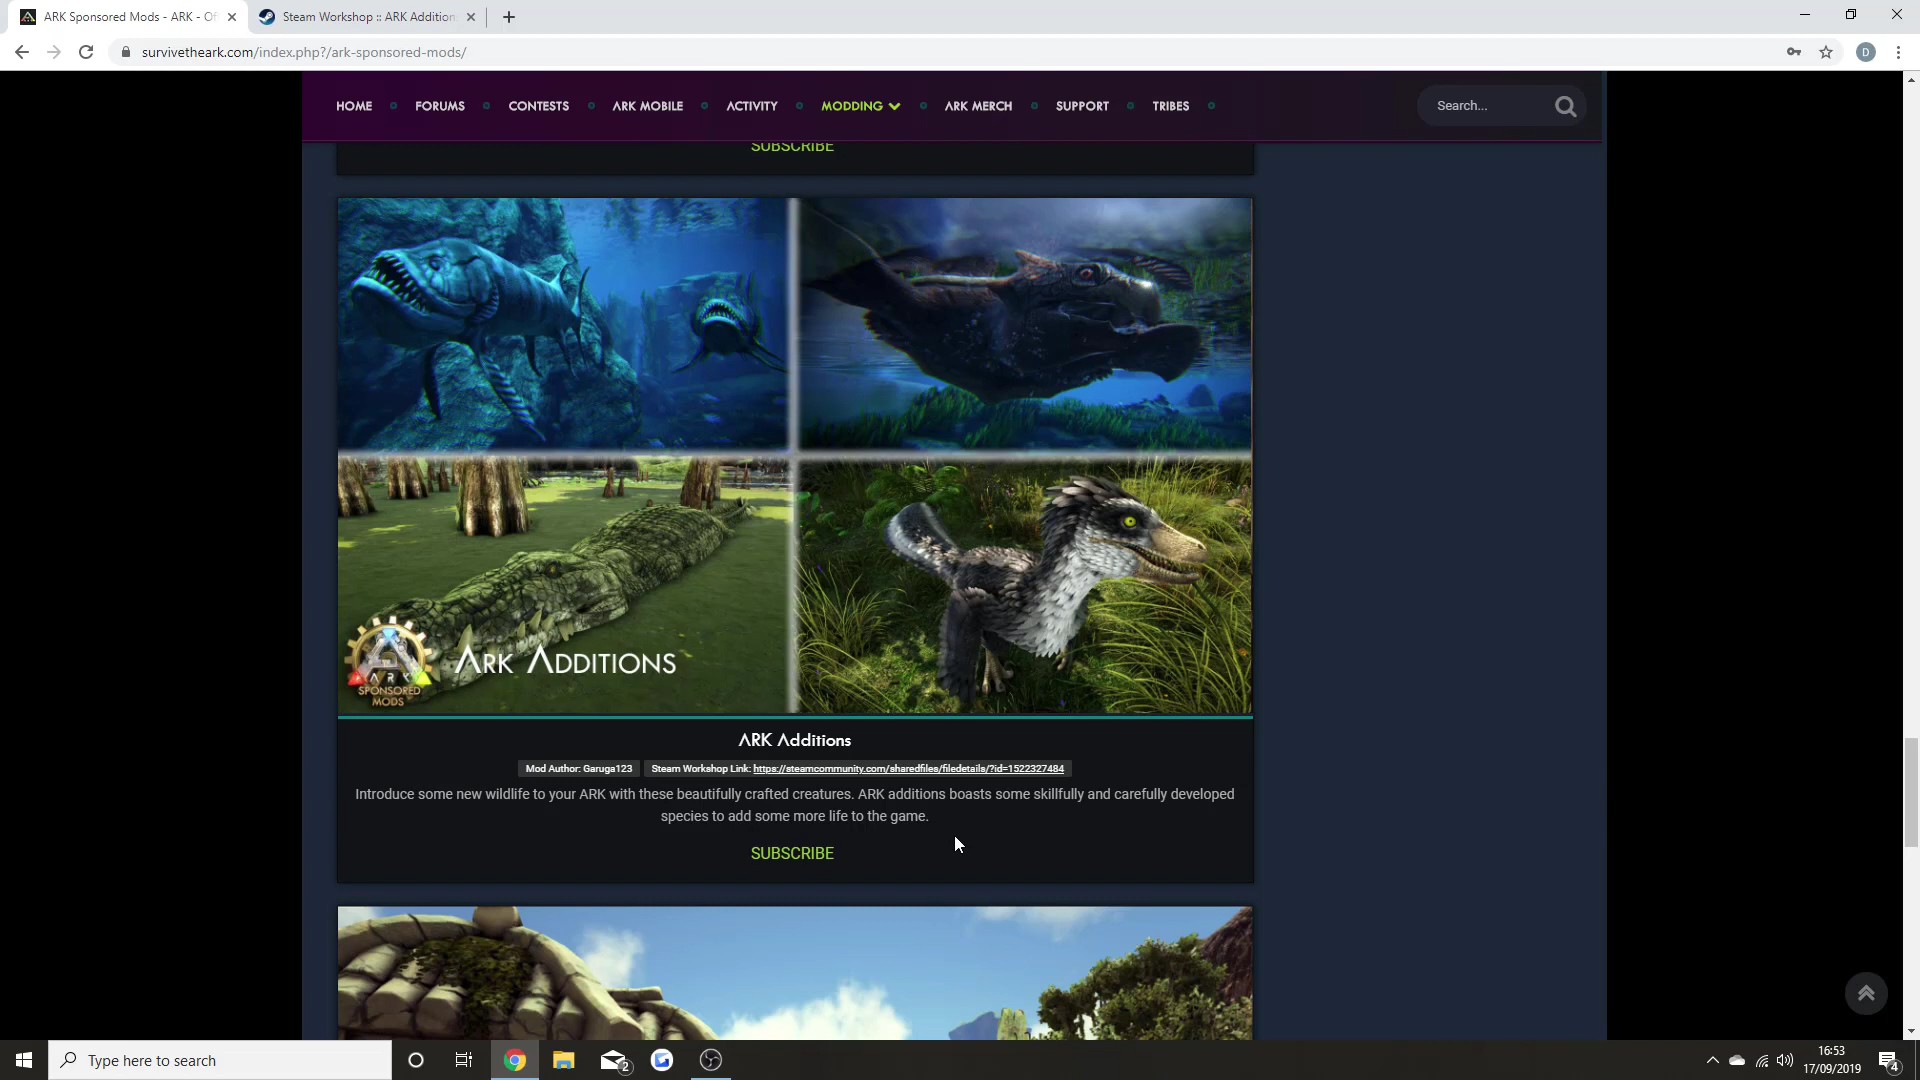 ARK Sponsored Mods - ARK - Of
Steam Workshop :: ARK Addition
survivetheark.com/index.php?/ark-sponsored-mods/
D
HOME FORUMS CONTESTS ARK MOBILE ACTIVITY MODDING ARK MERCH SUPPORT TRIBES Search...
SUBSCRIBE
ARK ADDITIONS
ARK
SPONSORED
MODS
ARK Additions
Mod Author: Garuga123 Steam Workshop Link: https://steamcommunity.com/sharedfiles/filedetails/?id=1522327484
Introduce some new wildlife to your ARK with these beautifully crafted creatures. ARK additions boasts some skillfully and carefully developed
species to add some more life to the game.
SUBSCRIBE
Type here to search
2
16:53
17/09/2019
4